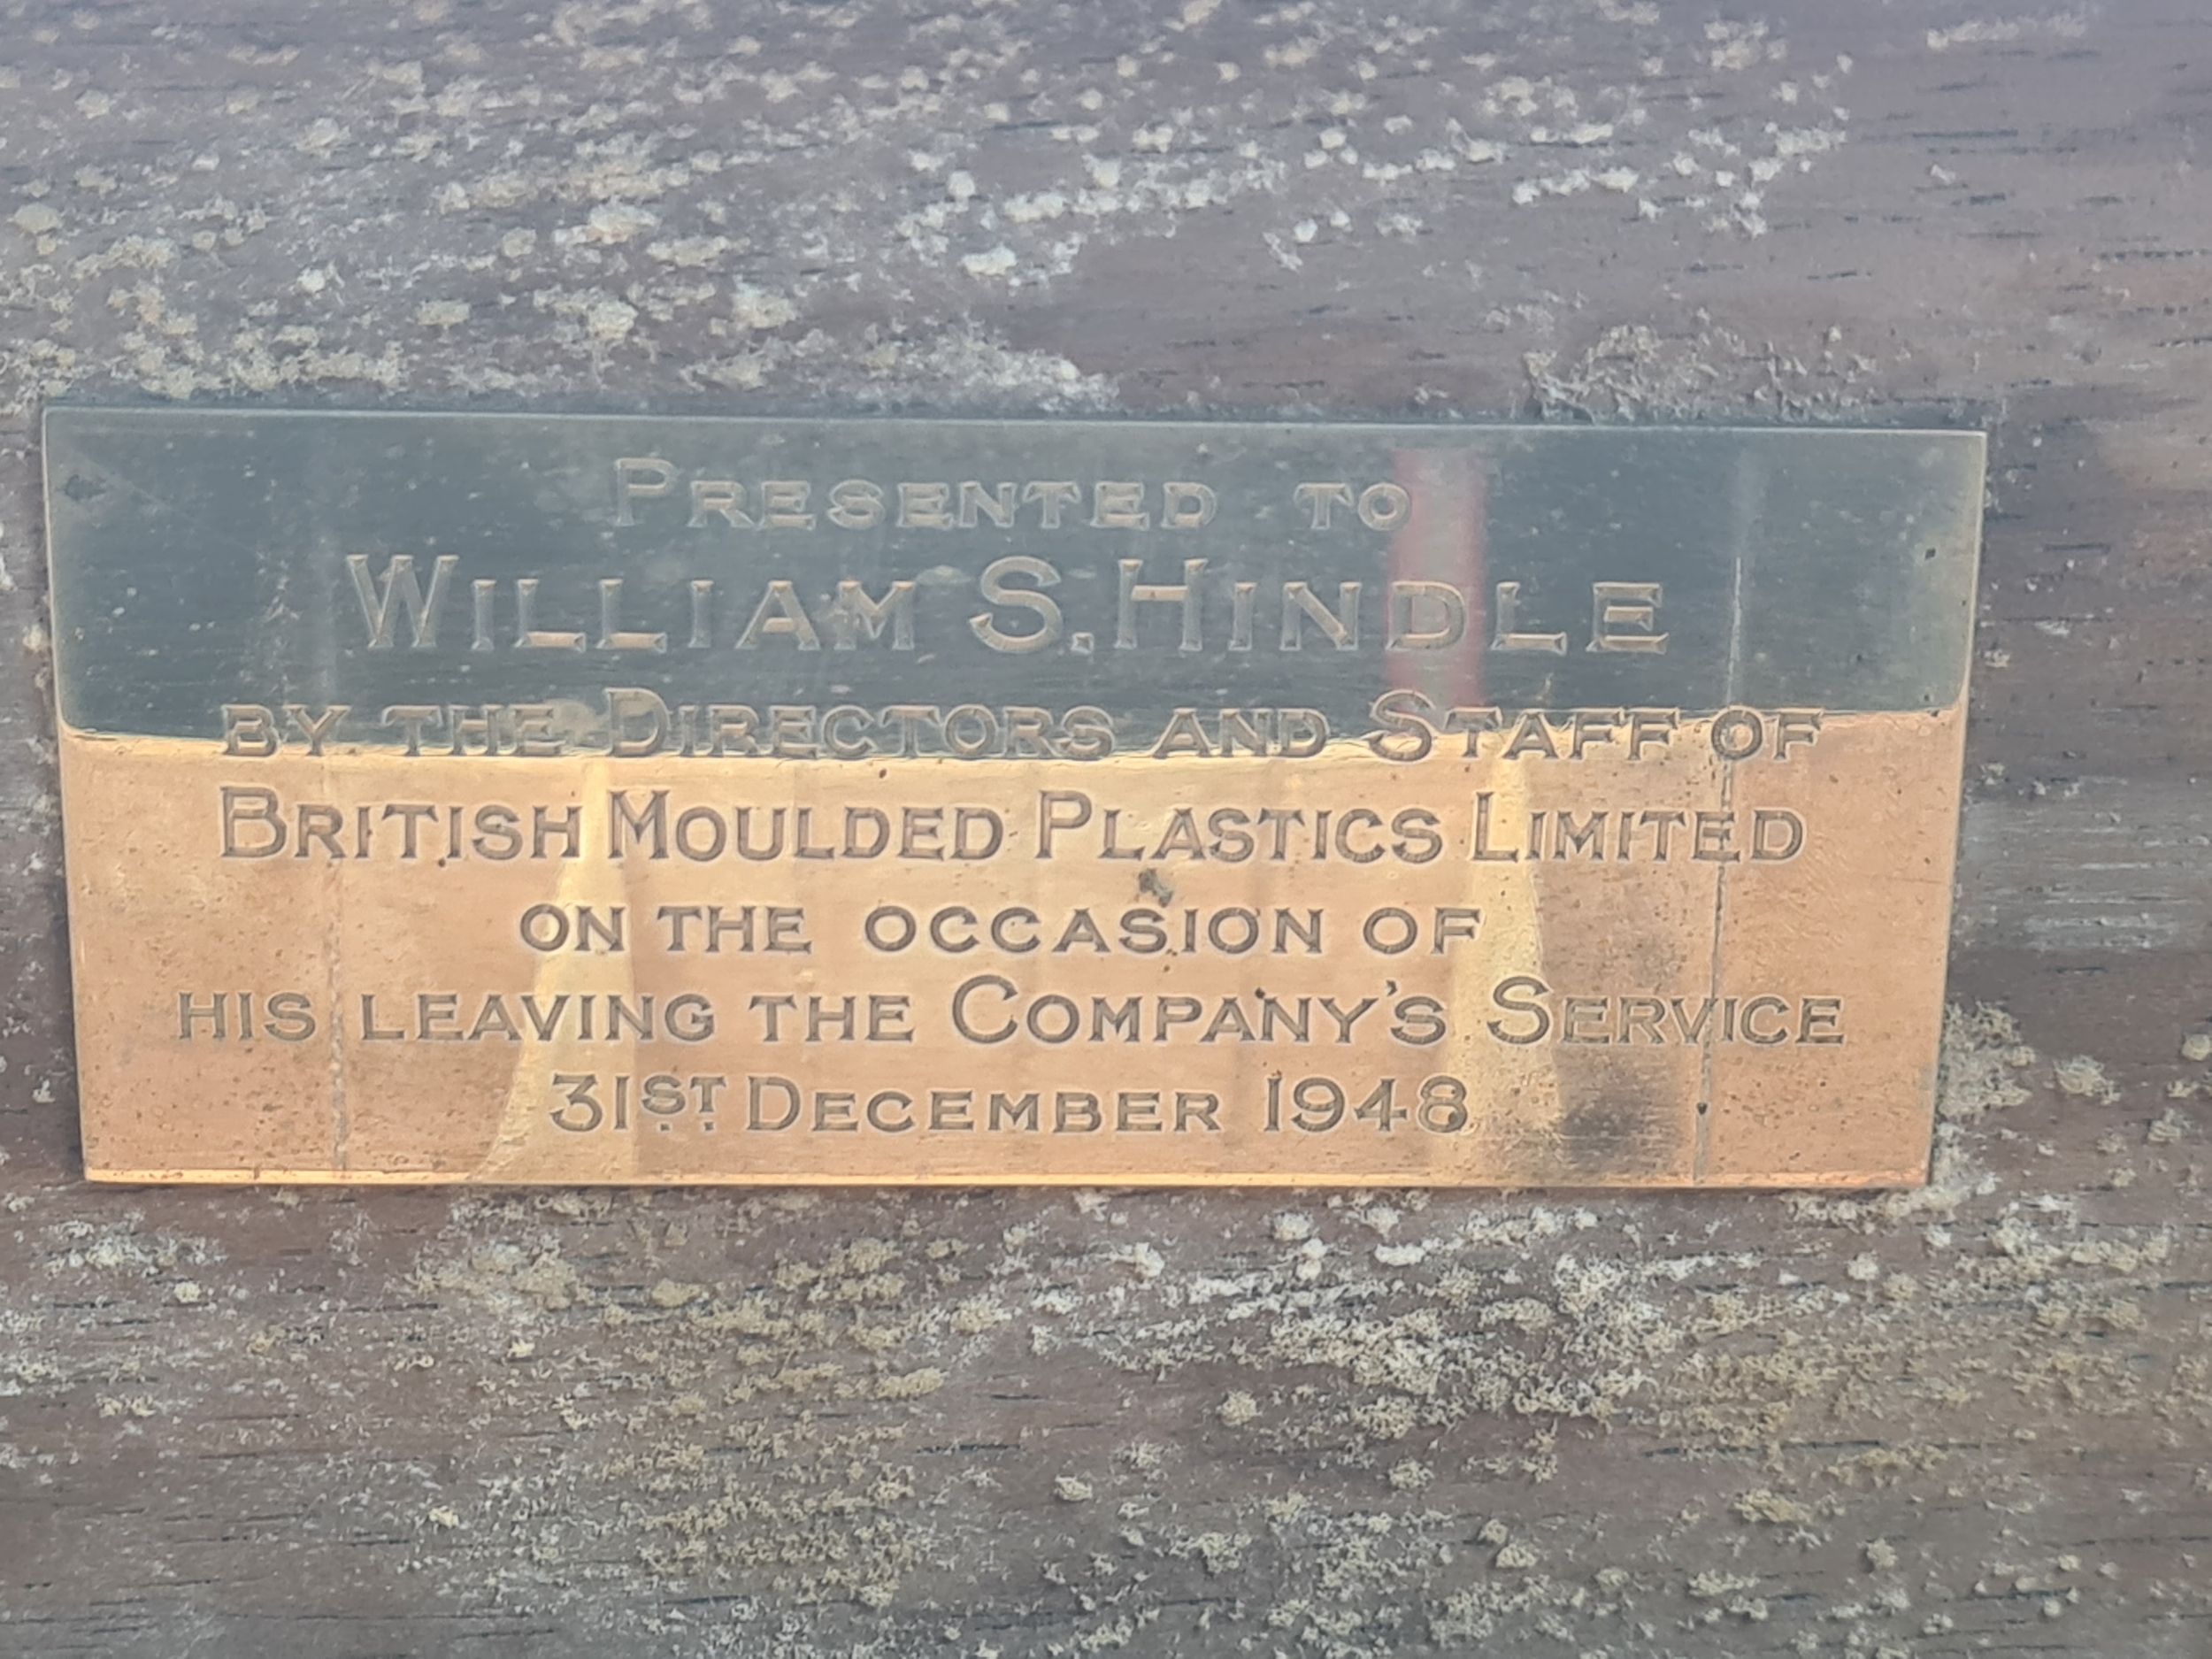 Presented to
William S. Hindle
by the Directors and Staff of
British Moulded Plastics Limited
on the occasion of
his leaving the Company's Service
31st December 1948